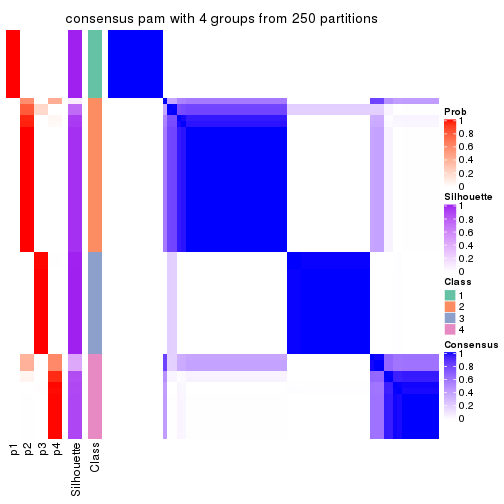 consensus pam with 4 groups from 250 partitions
Prob
1
0.8
0.6
0.4
0.2
0
Silhouette
1
0.8
0.6
0.4
0.2
0
Class
1
2
3
4
Consensus
1
0.8
0.6
0.4
0.2
0
p1
p2
p3
p4
Silhouette
Class